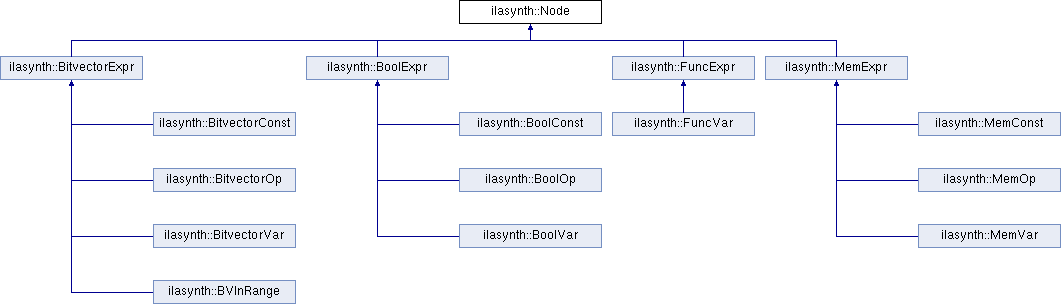 ilasynth::Node
ilasynth::BitvectorExpr
ilasynth::BoolExpr
ilasynth::FuncExpr
ilasynth::MemExpr
ilasynth::BitvectorConst
ilasynth::BoolConst
ilasynth::FuncVar
ilasynth::MemConst
ilasynth::BitvectorOp
ilasynth::BoolOp
ilasynth::MemOp
ilasynth::BitvectorVar
ilasynth::BoolVar
ilasynth::MemVar
ilasynth::BVInRange